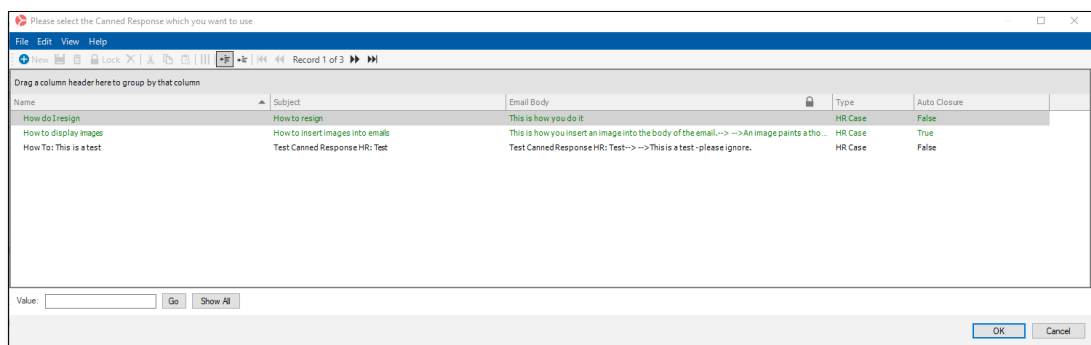 Please select the Canned Response which you want to use
File Edit View Help
New Lock Record 1 of 3
Drag a column header here to group by that column
Name Subject Email Body Type Auto Closure
How do I resign How to resign This is how you do it HR Case False
How to display images How to insert images into emails This is how you insert an image into the body of the email.--> -->An image paints a tho... HR Case True
How To: This is a test Test Canned Response HR: Test Test Canned Response HR: Test--> -->This is a test - please ignore. HR Case False
Value: Go Show All
OK Cancel